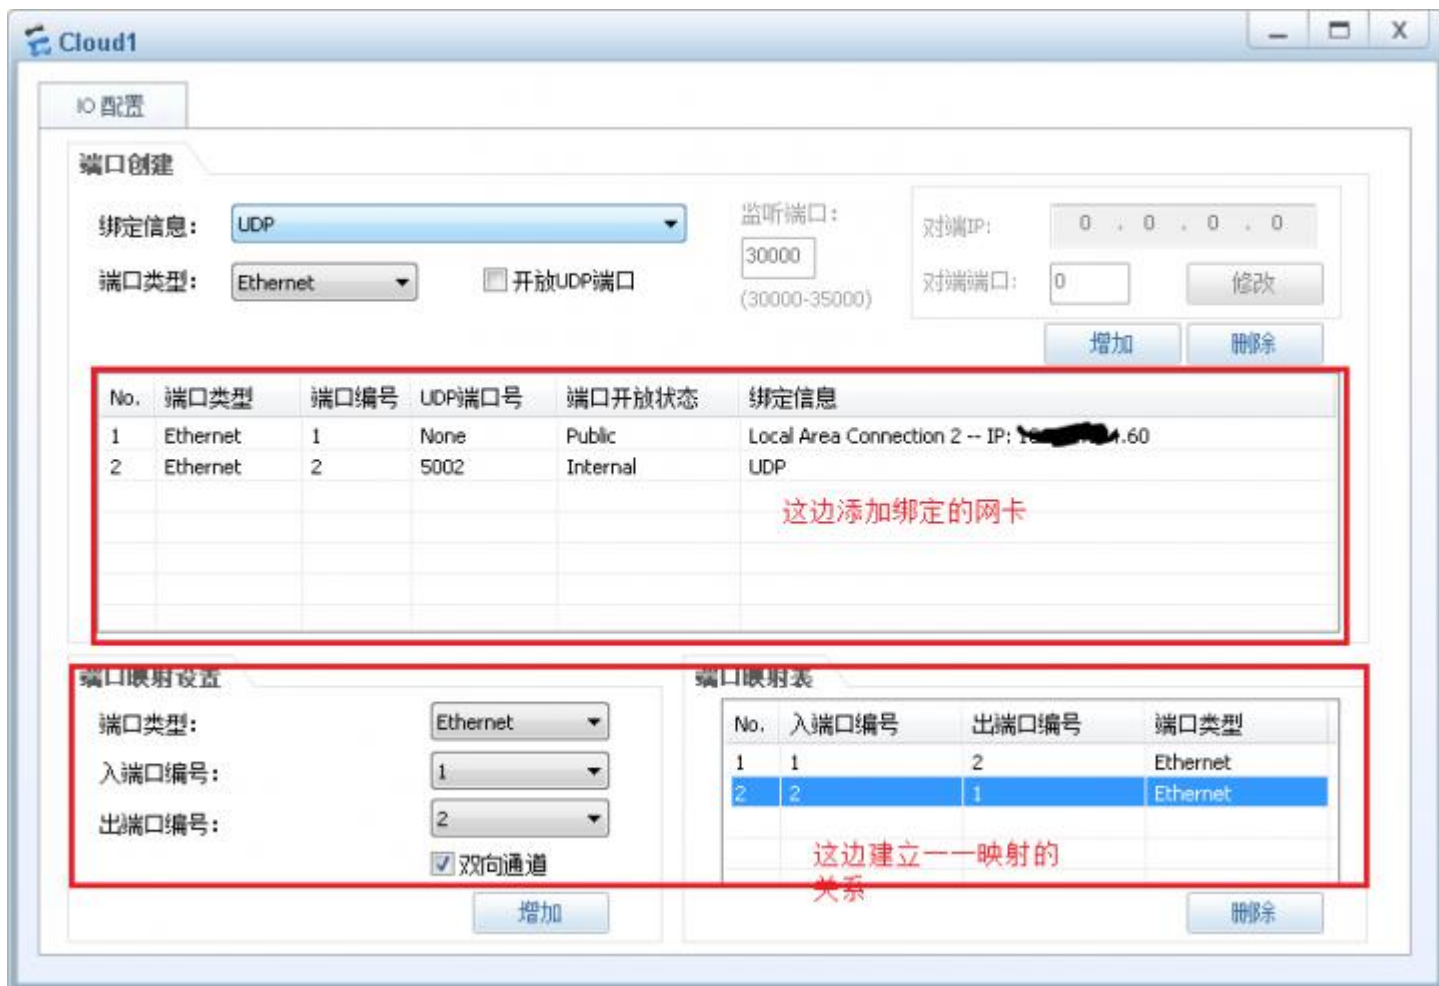 Cloud1
IO 配置
端口创建
绑定信息： UDP
监听端口：
30000
(30000-35000)
对端IP： 0 . 0 . 0 . 0
端口类型： Ethernet 开放UDP端口
对端端口： 0 修改
增加 删除
No. 端口类型 端口编号 UDP端口号 端口开放状态 绑定信息
1 Ethernet 1 None Public Local Area Connection 2 -- IP: .60
2 Ethernet 2 5002 Internal UDP
这边添加绑定的网卡
端口映射设置
端口类型： Ethernet
入端口编号： 1
出端口编号： 2
双向通道
增加
端口映射表
No. 入端口编号 出端口编号 端口类型
1 1 2 Ethernet
2 2 1 Ethernet
这边建立一一映射的
关系
删除